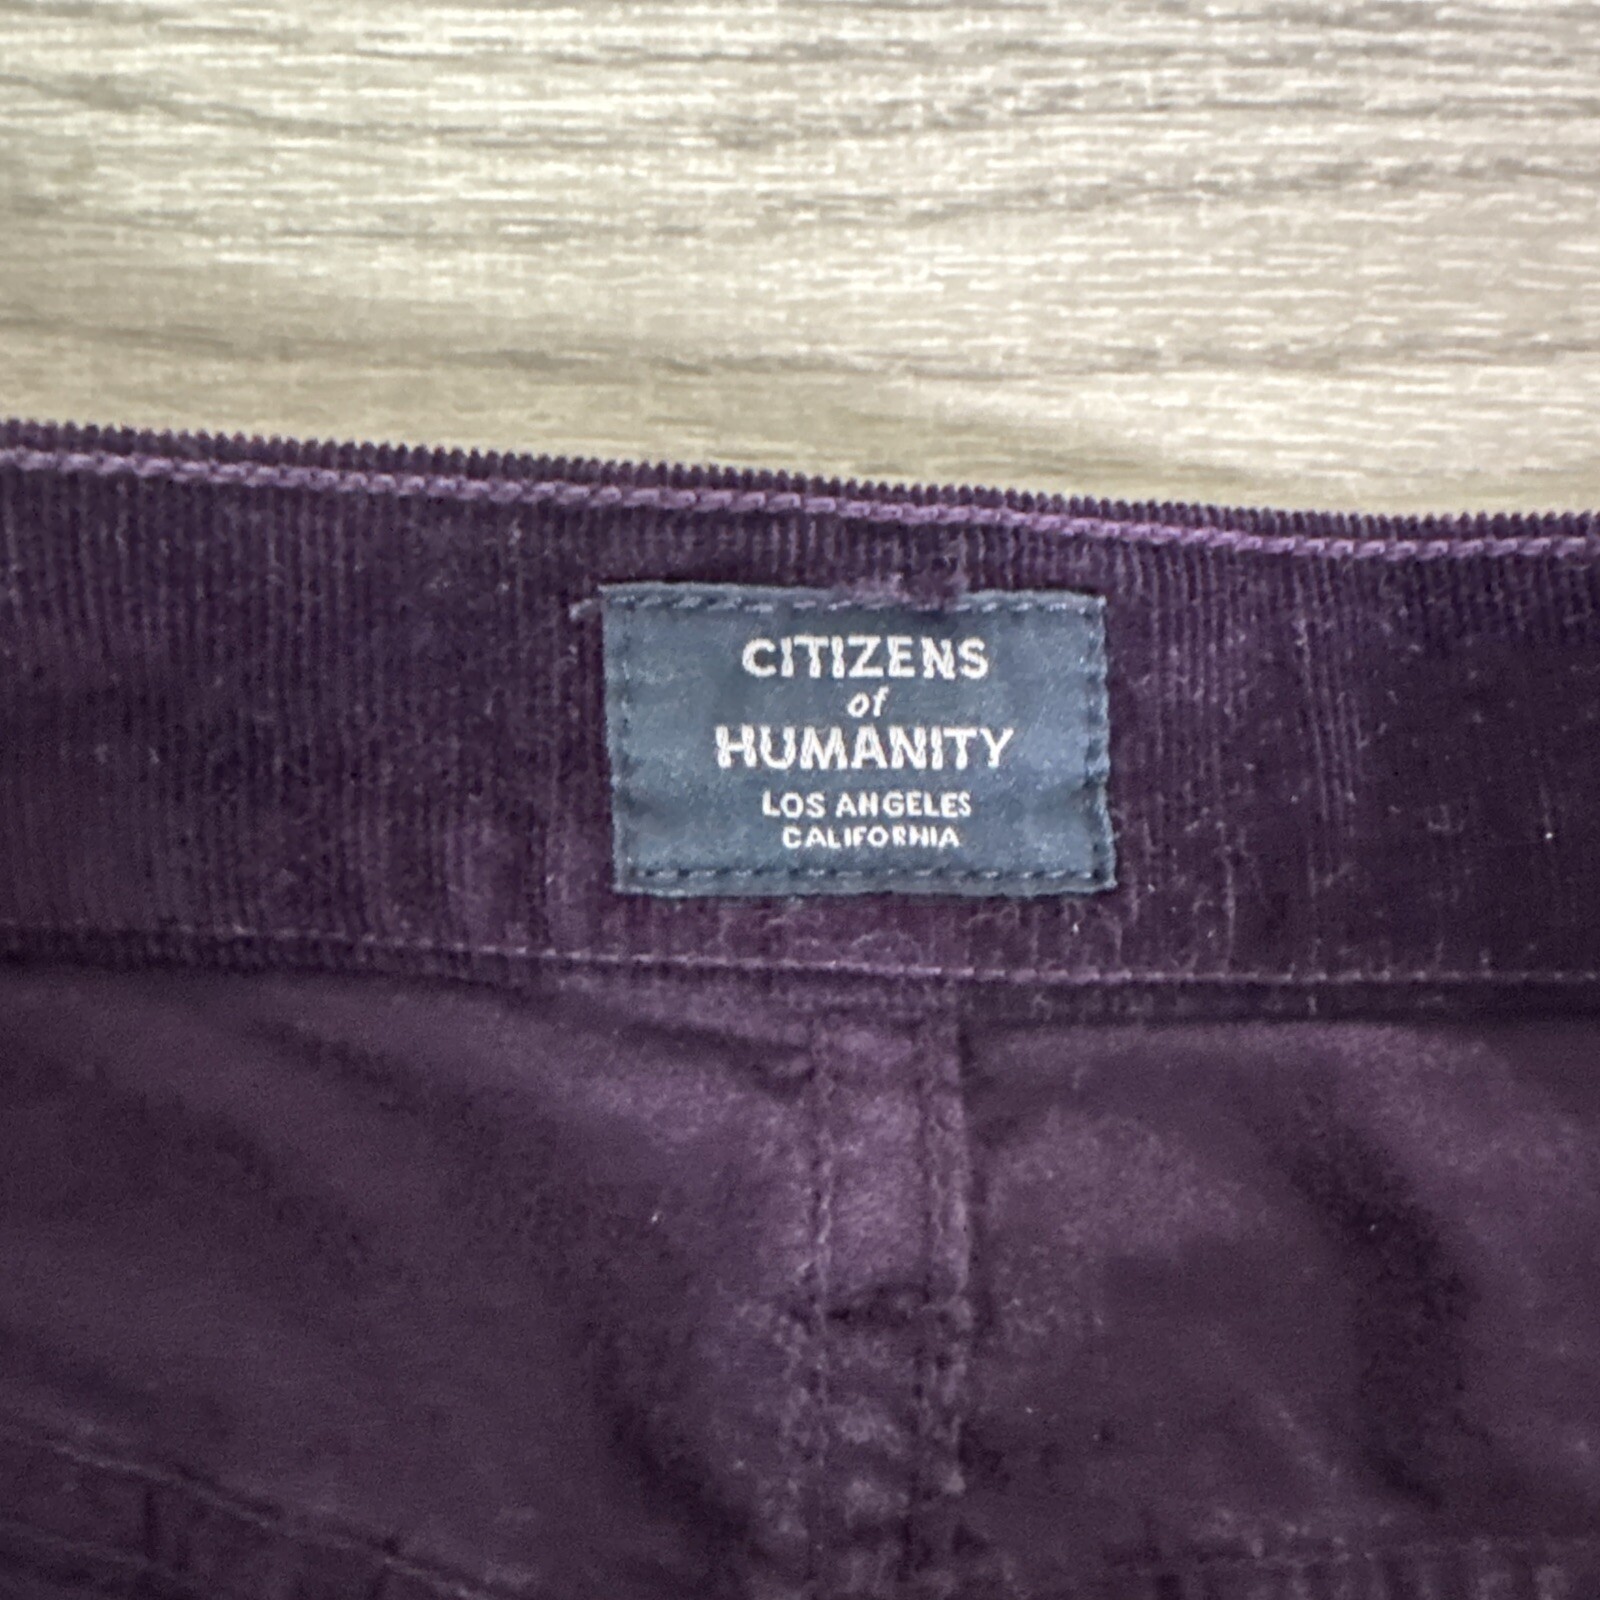 CITIZENS
of
HUMANITY
LOS ANGELES
CALIFORNIA